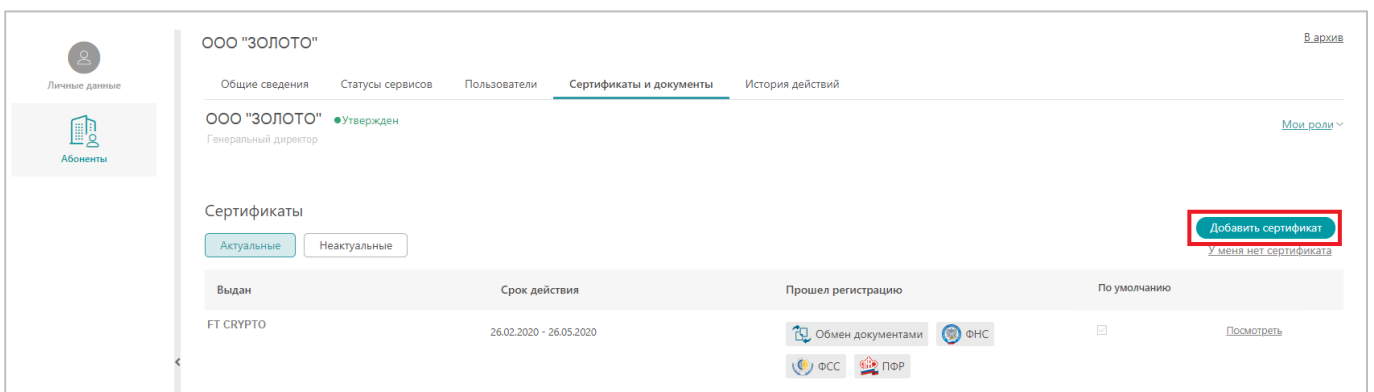 ООО "ЗОЛОТО"
В архив
Личные данные
Общие сведения Статусы сервисов Пользователи Сертификаты и документы История действий
ООО "ЗОЛОТО" Утвержден
Мои роли
Генеральный директор
Абоненты
Сертификаты
Добавить сертификат
Актуальные Неактуальные
У меня нет сертификата
Выдан Срок действия Прошел регистрацию По умолчанию
FT CRYPTO 26.02.2020 - 26.05.2020 Обмен документами ФНС Посмотреть
ФСС ПФР